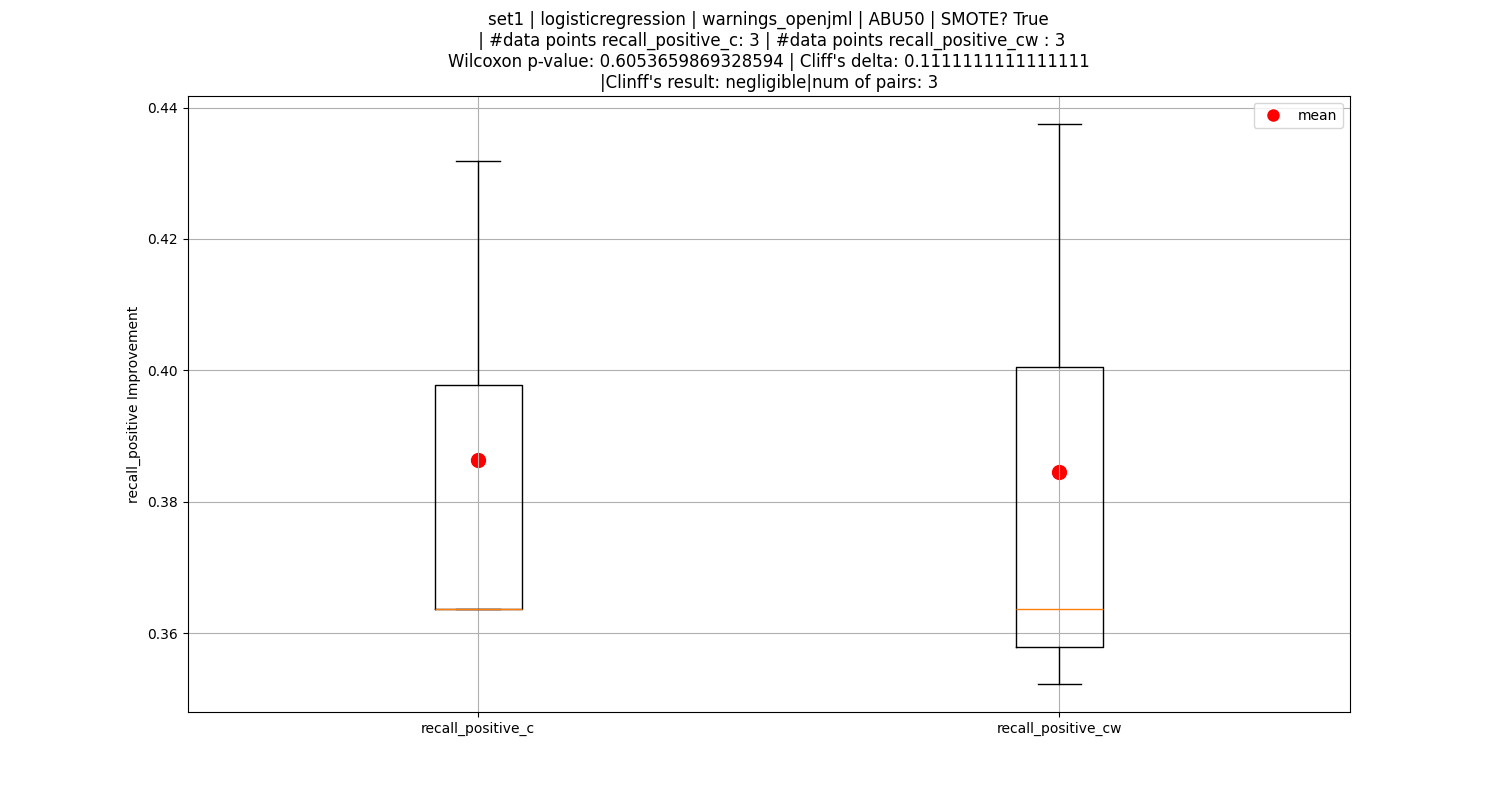 set1 | logisticregression | warnings_openjml | ABU50 | SMOTE? True
| #data points recall_positive_c: 3 | #data points recall_positive_cw : 3
Wilcoxon p-value: 0.6053659869328594 | Cliff's delta: 0.1111111111111111
|Clinff's result: negligible|num of pairs: 3
mean
recall_positive Improvement
0.44
0.42
0.40
0.38
0.36
recall_positive_c
recall_positive_cw